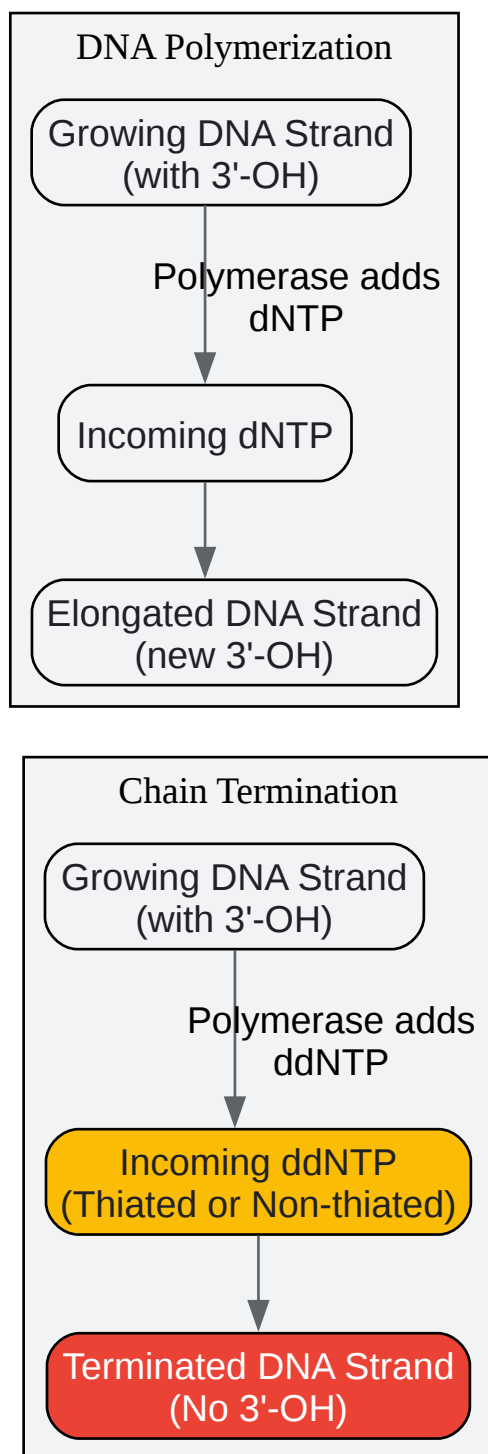 DNA Polymerization
Growing DNA Strand
(with 3'-OH)
Polymerase adds
dNTP
Incoming dNTP
Elongated DNA Strand
(new 3'-OH)
Chain Termination
Growing DNA Strand
(with 3'-OH)
Polymerase adds
ddNTP
Incoming ddNTP
(Thiated or Non-thiated)
Terminated DNA Strand
(No 3'-OH)